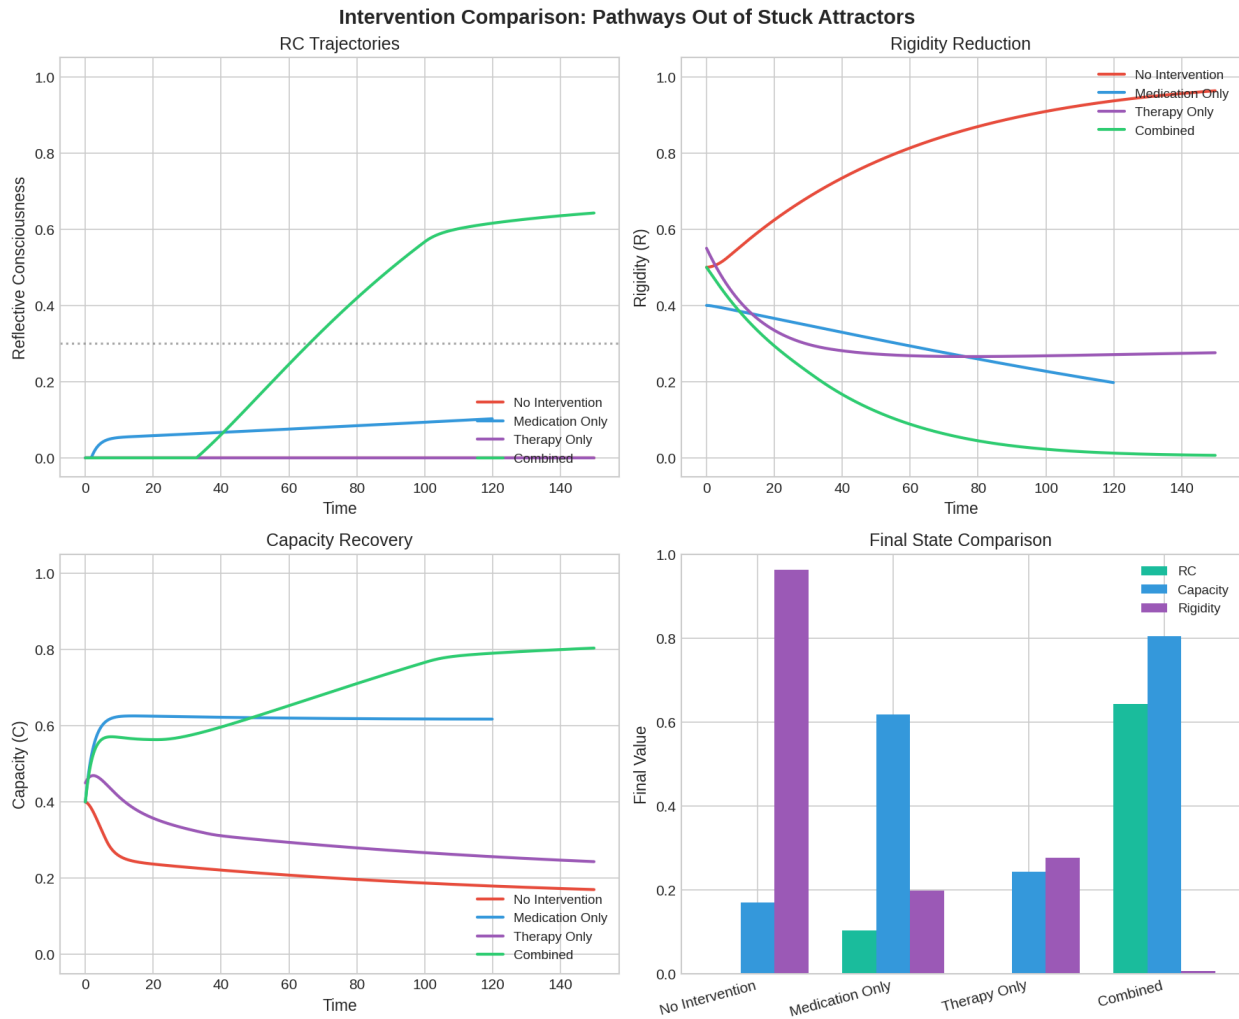 Intervention Comparison: Pathways Out of Stuck Attractors
RC Trajectories
Reflective Consciousness
1.0
0.8
0.6
0.4
0.2
0.0
No Intervention
Medication Only
Therapy Only
Combined
0 20 40 60 80 100 120 140
Time
Rigidity Reduction
Rigidity (R)
1.0
0.8
0.6
0.4
0.2
0.0
No Intervention
Medication Only
Therapy Only
Combined
0 20 40 60 80 100 120 140
Time
Capacity Recovery
Capacity (C)
1.0
0.8
0.6
0.4
0.2
0.0
No Intervention
Medication Only
Therapy Only
Combined
0 20 40 60 80 100 120 140
Time
Final State Comparison
Final Value
1.0
0.8
0.6
0.4
0.2
0.0
RC
Capacity
Rigidity
No Intervention
Medication Only
Therapy Only
Combined